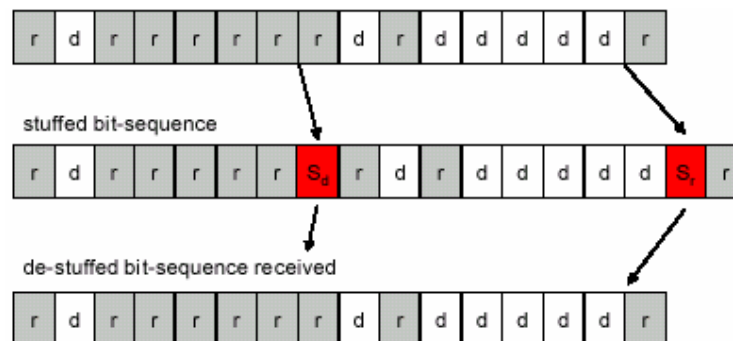 r d r r r r r r d r d d d d d r
stuffed bit-sequence
r d r r r r r Sd r d r d d d d d Sr r
de-stuffed bit-sequence received
r d r r r r r r d r d d d d d r